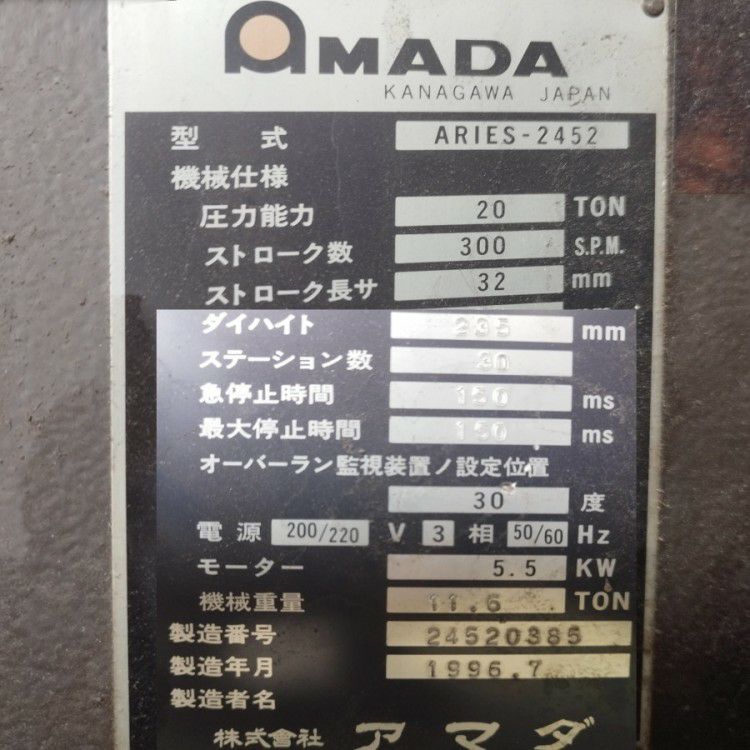 AMADA
KANAGAWA JAPAN
型式 ARIES-2452
機械仕様
圧力能力 20 TON
ストローク数 300 S.P.M.
ストローク長サ 32 mm
ダイハイト 235 mm
ステーション数 30
急停止時間 150 ms
最大停止時間 150 ms
オーバーラン監視装置ノ設定位置
30 度
電源 200/220 V 3 相 50/60 Hz
モーター 5.5 KW
機械重量 11.6 TON
製造番号 24520385
製造年月 1996.7
製造者名
株式會社 アマダ